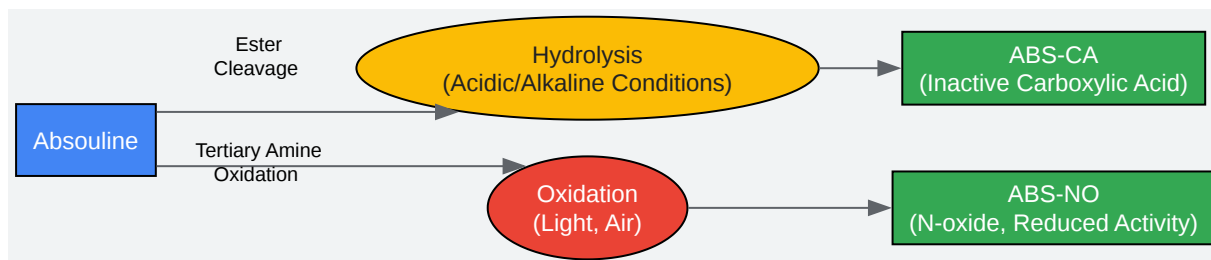 Ester
Cleavage
Hydrolysis
(Acidic/Alkaline Conditions)
ABS-CA
(Inactive Carboxylic Acid)
Absouline
Tertiary Amine
Oxidation
Oxidation
(Light, Air)
ABS-NO
(N-oxide, Reduced Activity)